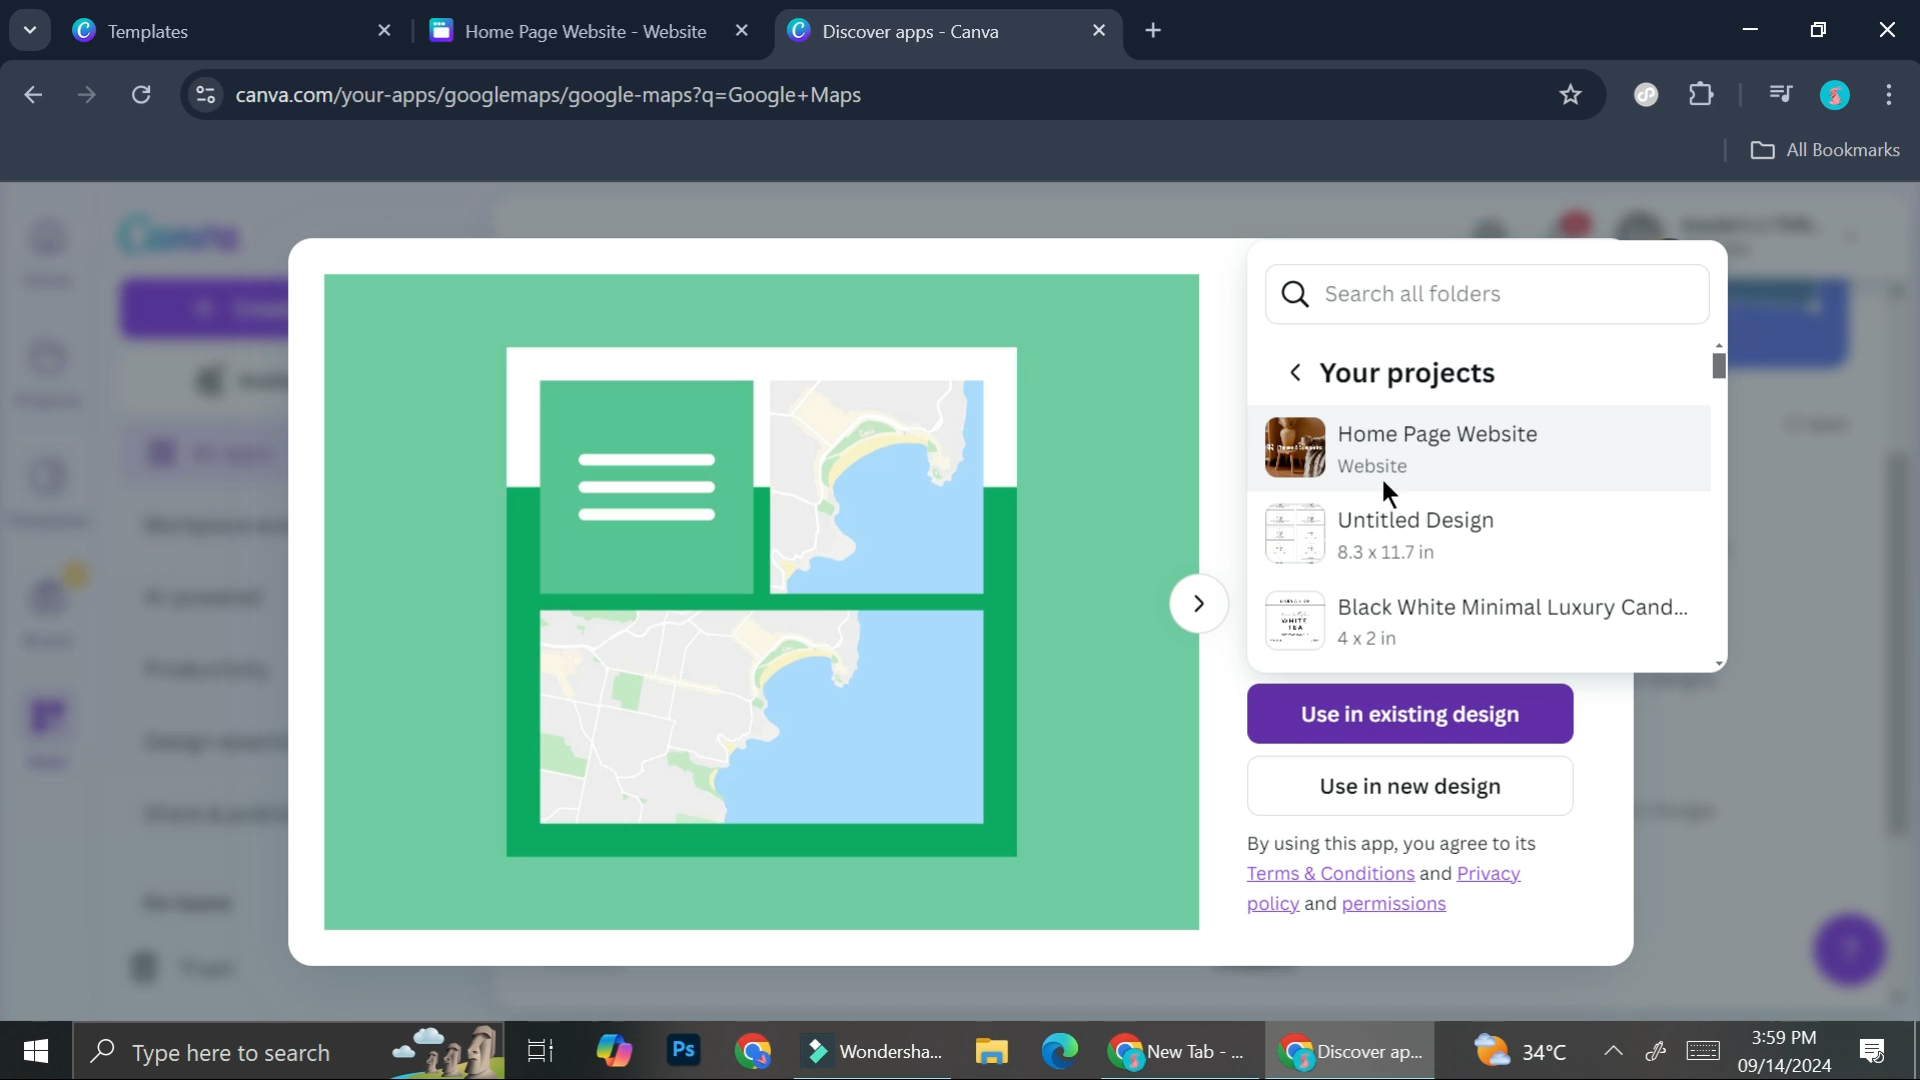 Templates
Home Page Website - Website
Discover apps - Canva
canva.com/your-apps/googlemaps/google-maps?q=Google+Maps
All Bookmarks
Canva
Search all folders
Your projects
Home Page Website
Website
Untitled Design
8.3 x 11.7 in
Black White Minimal Luxury Cand...
4 x 2 in
Use in existing design
Use in new design
By using this app, you agree to its
Terms & Conditions and Privacy
policy and permissions
Type here to search
Ps
Wondersha...
New Tab - ...
Discover ap...
34°C
3:59 PM
09/14/2024